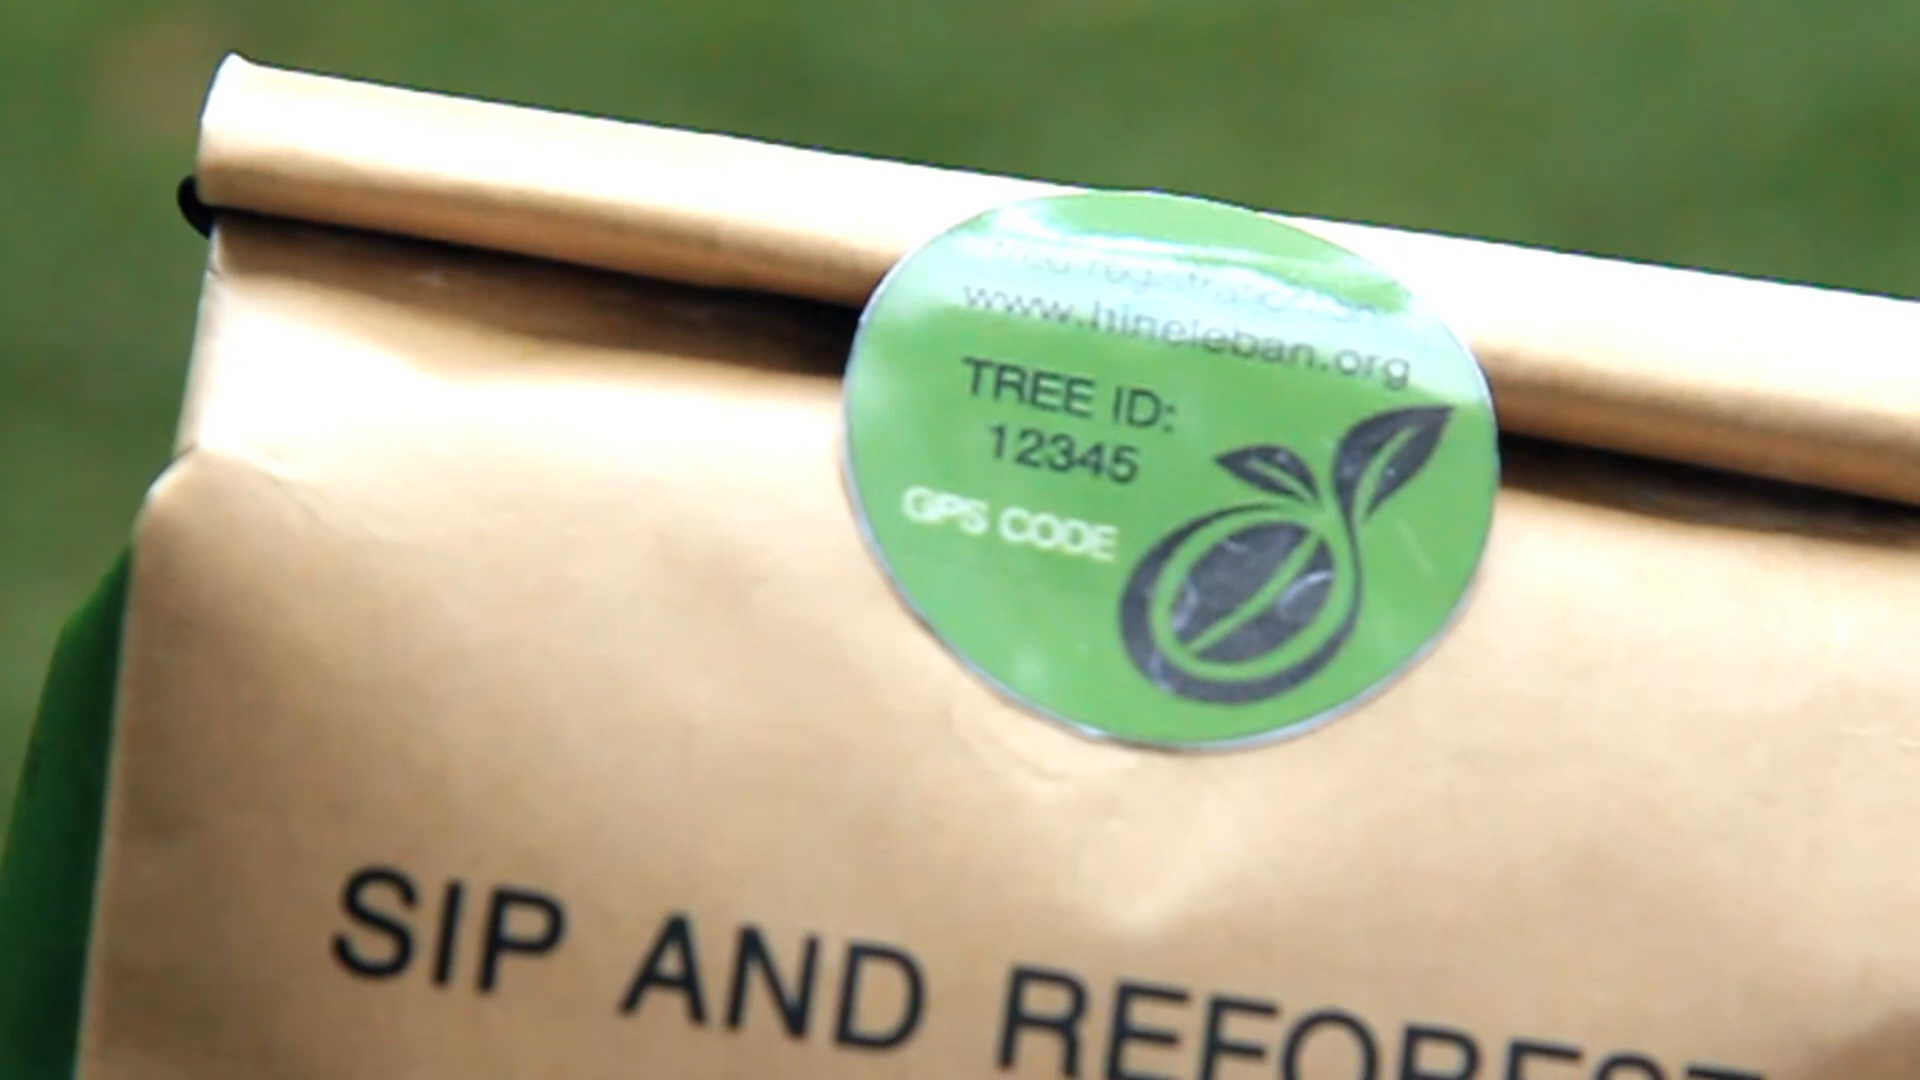 www.hineleban.org
TREE ID:
12345
GPS CODE
SIP AND REFOREST